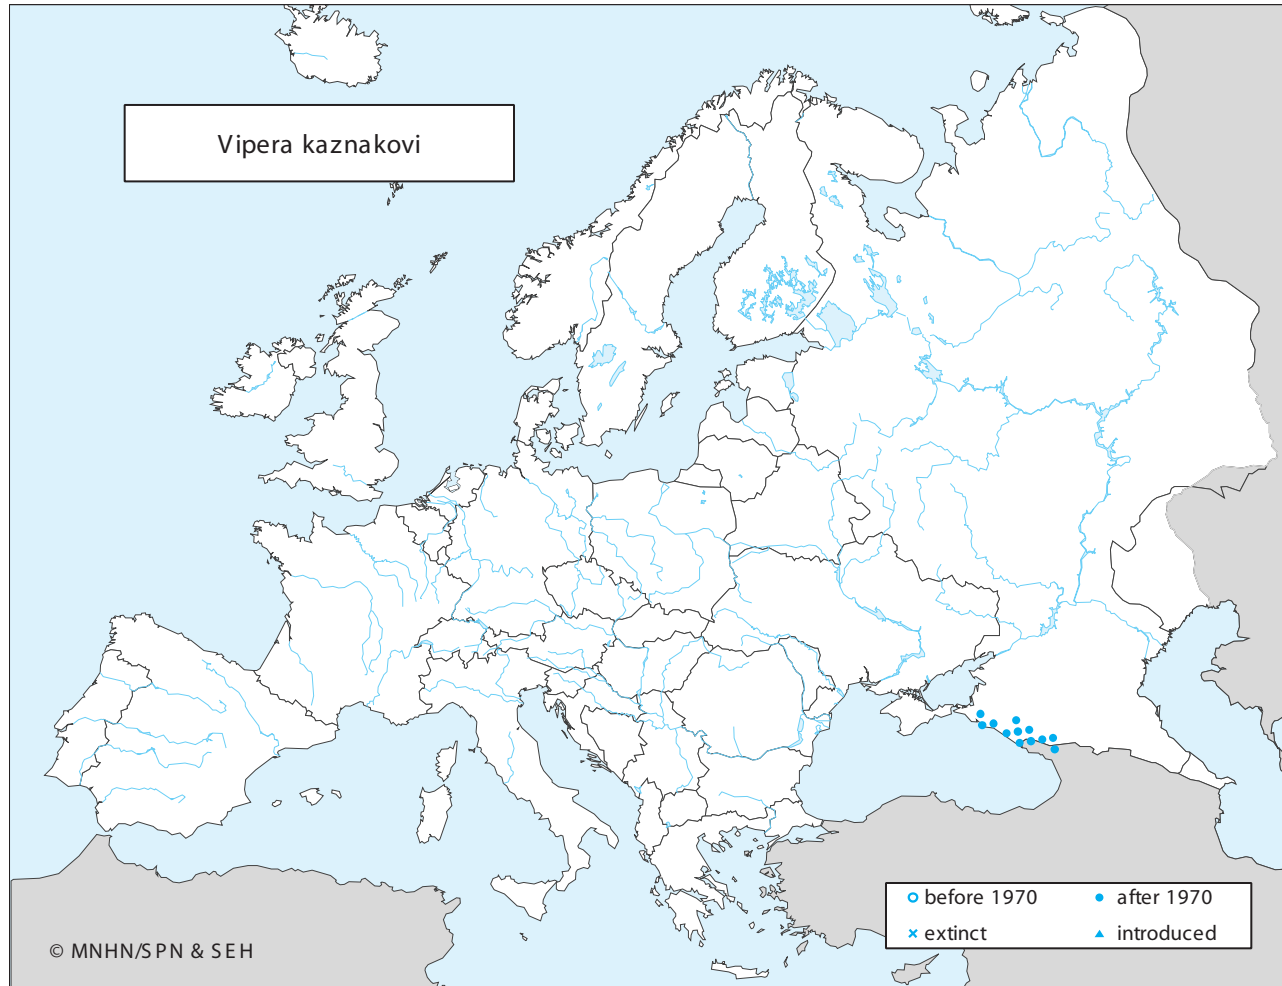 Vipera kaznakovi
before 1970
after 1970
extinct
introduced
© MNHN/SPN & SEH